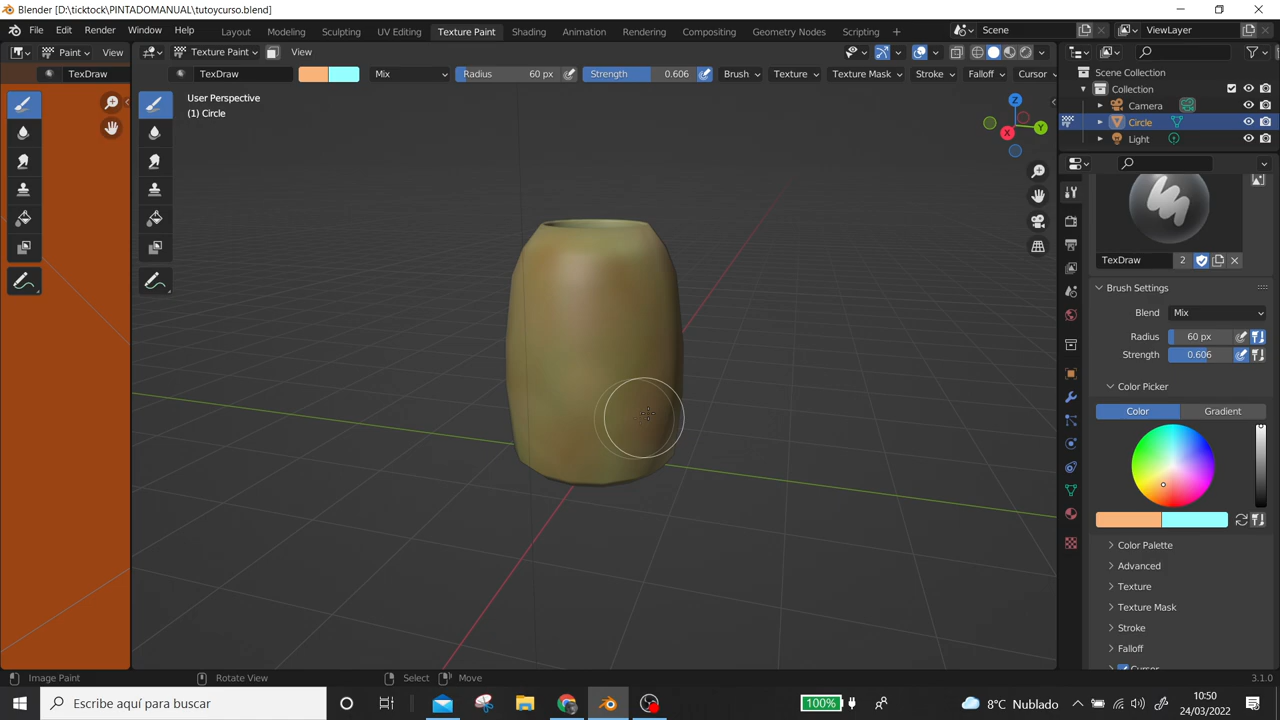 Blender [D:\ticktock\PINTADOMANUAL\tutoycurso.blend]
File Edit Render Window Help Layout Modeling Sculpting UV Editing Texture Paint Shading Animation Rendering Compositing Geometry Nodes Scripting + Scene ViewLayer
Paint View Texture Paint View
TexDraw TexDraw Mix Radius 60 px Strength 0.606 Brush Texture Texture Mask Stroke Falloff Cursor
Scene Collection
Collection
Camera
Circle
Light
User Perspective
(1) Circle
Z
Y
X
TexDraw 2
Brush Settings
Blend Mix
Radius 60 px
Strength 0.606
Color Picker
Color Gradient
Color Palette
Advanced
Texture
Texture Mask
Stroke
Falloff
Cursor
Image Paint Rotate View Select Move 3.1.0
Escribe aquí para buscar
100%
8°C Nublado
10:50
24/03/2022